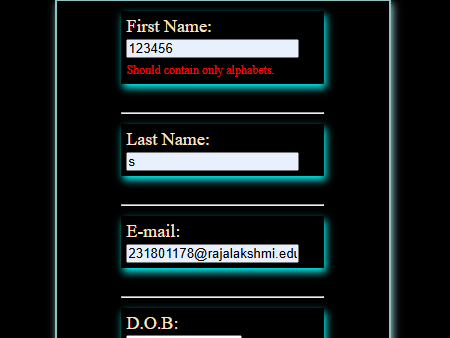 First Name:
123456
Should contain only alphabets.
Last Name:
s
E-mail:
231801178@rajalakshmi.edu
D.O.B: